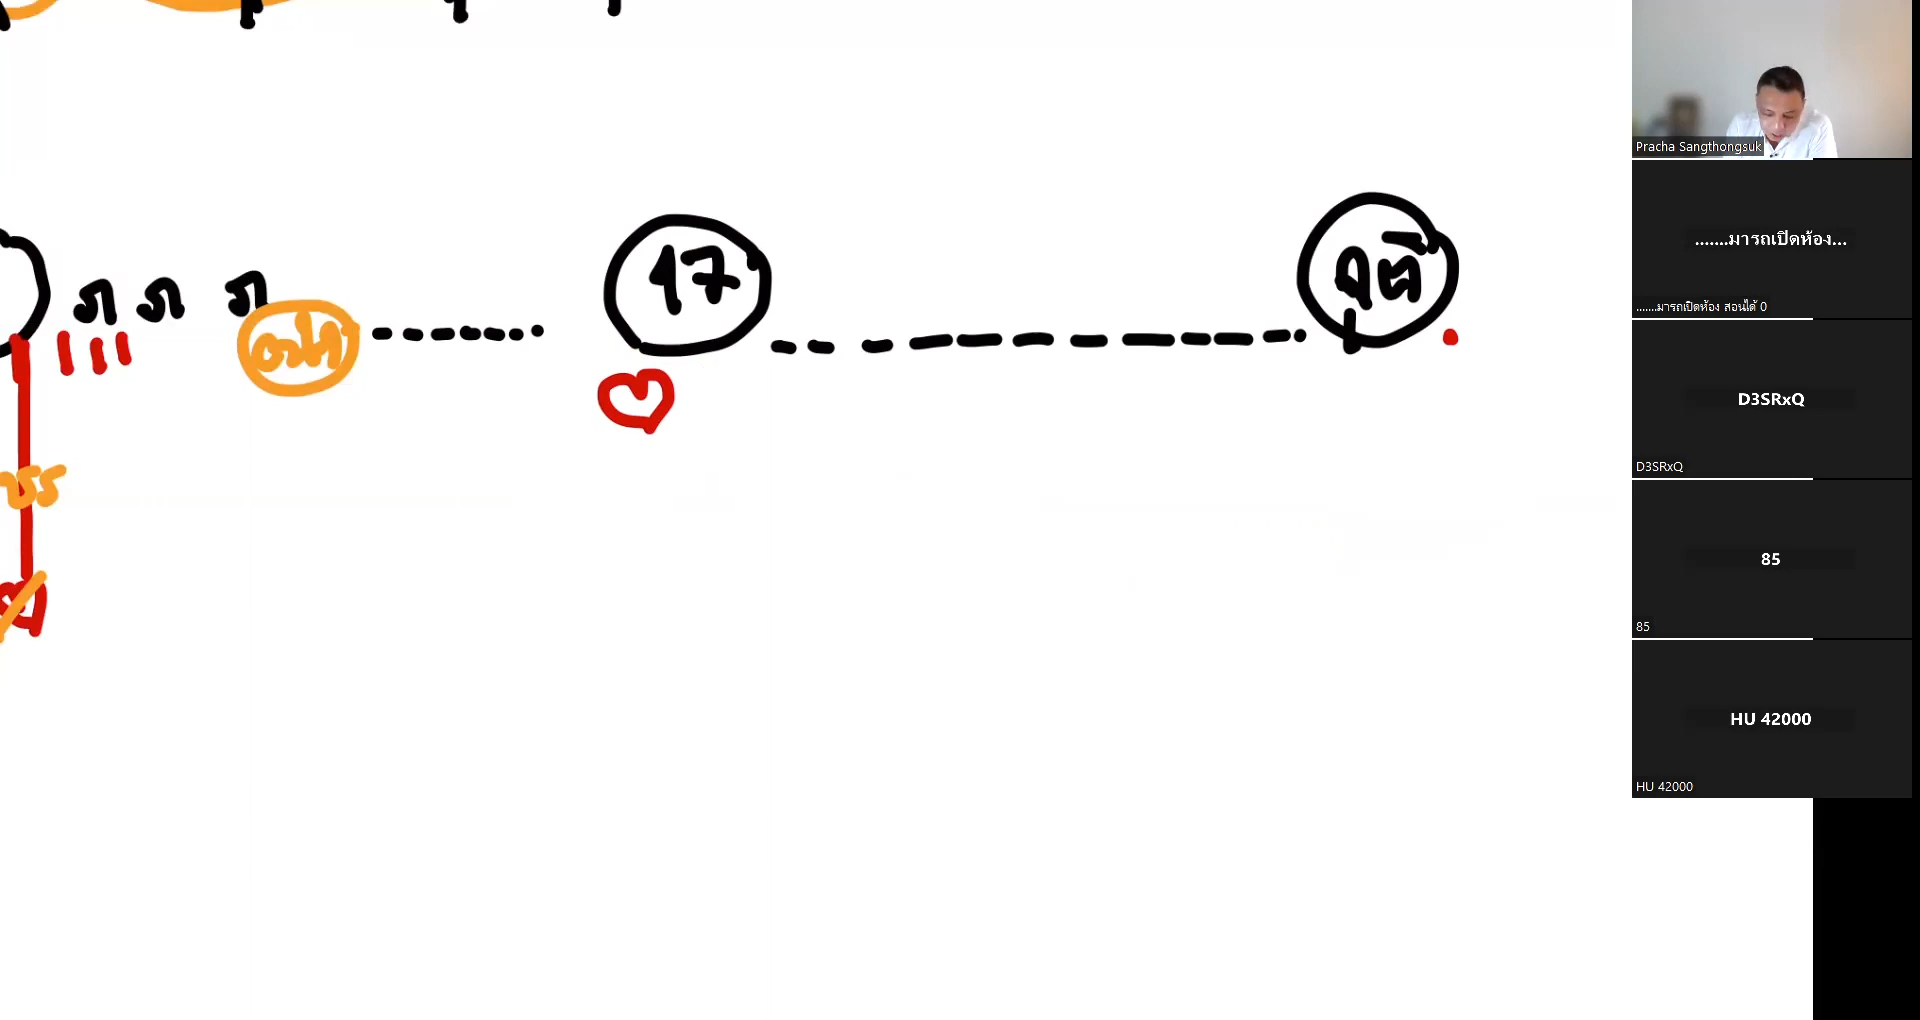 ภ ภ ภ
17
จุติ
Pracha Sangthongsuk
.......มารถเปิดห้อง...
.......มารถเปิดห้อง สอนได้ 0
D3SRxQ
D3SRxQ
85
85
HU 42000
HU 42000